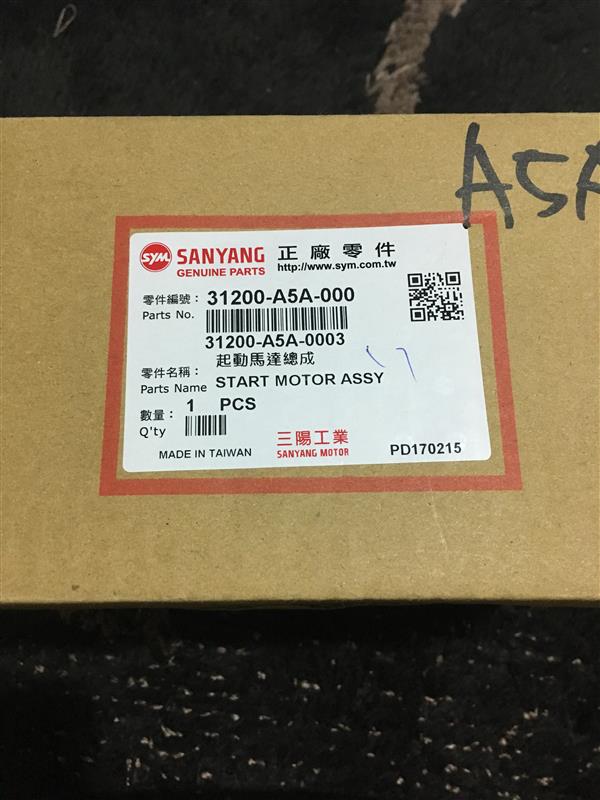 A5A
SYM SANYANG 正廠零件
GENUINE PARTS http://www.sym.com.tw
零件編號：31200-A5A-000
Parts No.
31200-A5A-0003
起動馬達總成
零件名稱：
Parts Name START MOTOR ASSY
17
數量：1 PCS
Q'ty
三陽工業
MADE IN TAIWAN SANYANG MOTOR PD170215